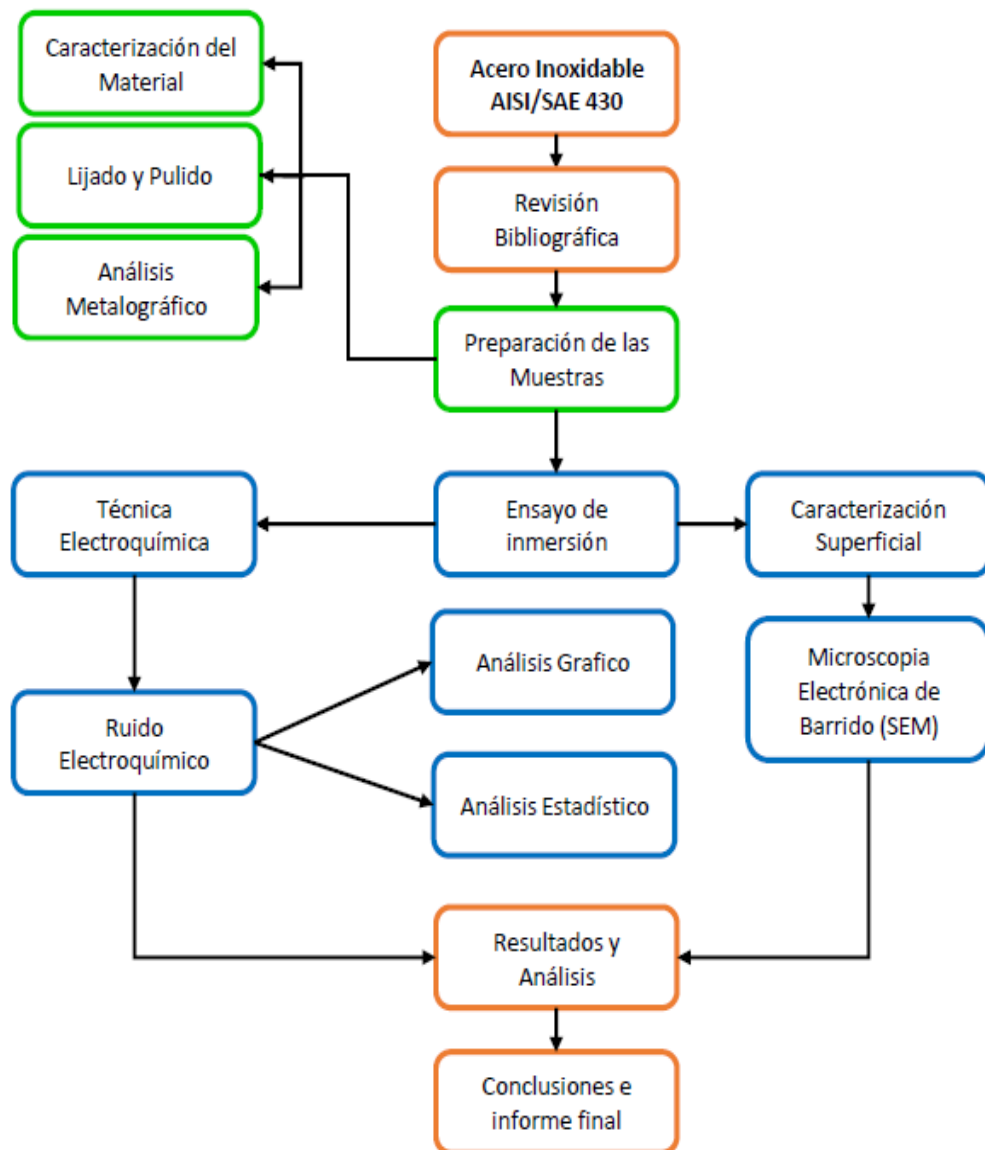 Caracterización del
Material
Acero Inoxidable
AISI/SAE 430
Lijado y Pulido
Revisión
Bibliográfica
Análisis
Metalográfico
Preparación de las
Muestras
Técnica
Electroquímica
Ensayo de
inmersión
Caracterización
Superficial
Análisis Grafico
Microscopia
Electrónica de
Barrido (SEM)
Ruido
Electroquímico
Análisis Estadístico
Resultados y
Análisis
Conclusiones e
informe final